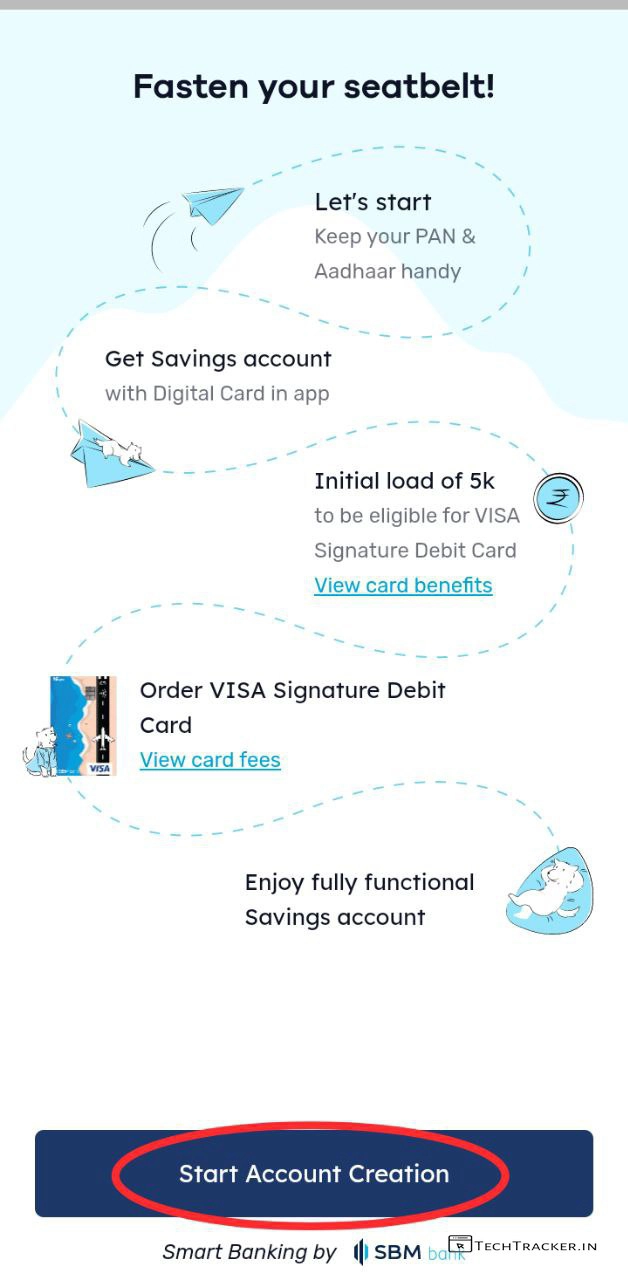 Fasten your seatbelt!
Let's start
Keep your PAN &
Aadhaar handy
Get Savings account
with Digital Card in app
Initial load of 5k
to be eligible for VISA
Signature Debit Card
View card benefits
Order VISA Signature Debit
Card
View card fees
VISA
Enjoy fully functional
Savings account
Start Account Creation
Smart Banking by SBM bank
TECHTRACKER.IN